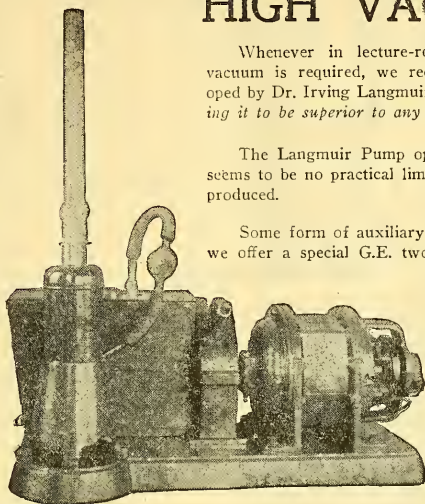 HIGH VAC
Whenever in lecture-ro
vacuum is required, we rec
oped by Dr. Irving Langmuir
ing it to be superior to any
The Langmuir Pump op
seems to be no practical lim
produced.
Some form of auxiliary
we offer a special G.E. two